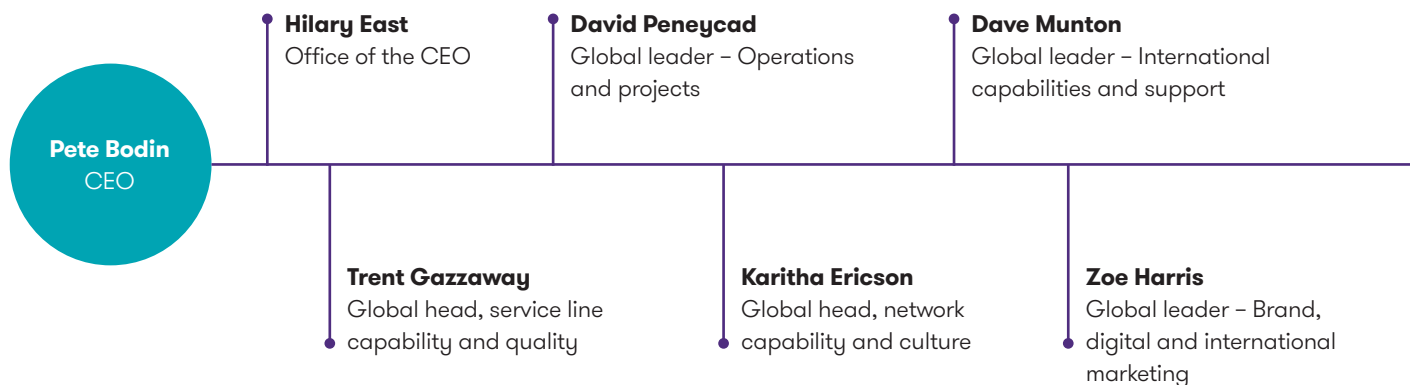 Pete Bodin
CEO
Hilary East
Office of the CEO
David Peneycad
Global leader – Operations
and projects
Dave Munton
Global leader – International
capabilities and support
Trent Gazzaway
Global head, service line
capability and quality
Karitha Ericson
Global head, network
capability and culture
Zoe Harris
Global leader – Brand,
digital and international
marketing